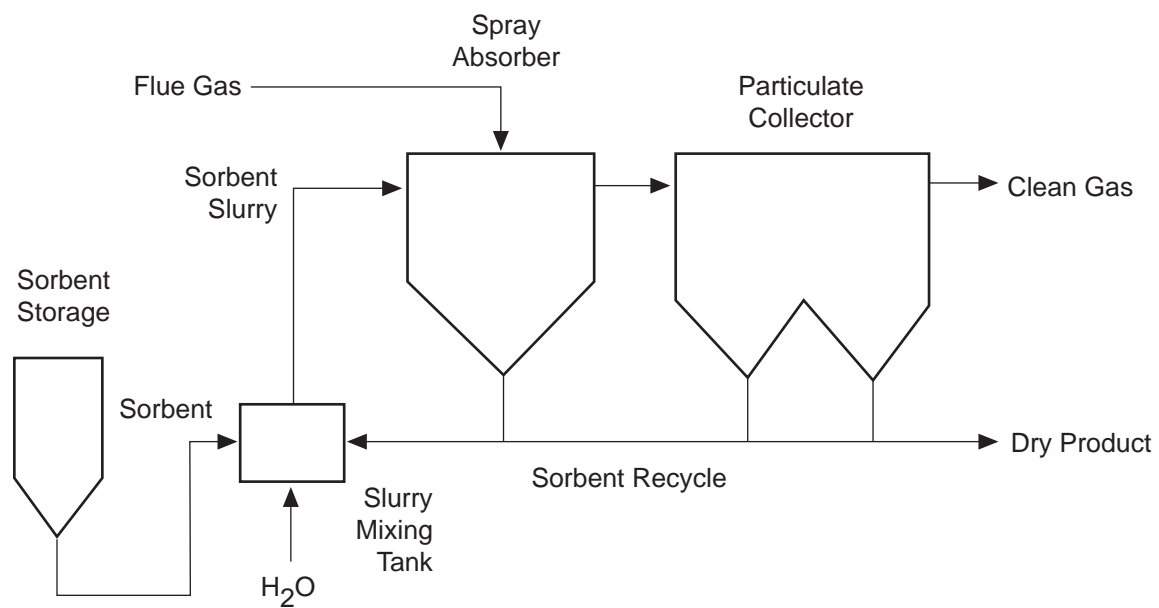 Spray
Absorber
Flue Gas
Particulate
Collector
Sorbent
Slurry
Clean Gas
Sorbent
Storage
Sorbent
Dry Product
Sorbent Recycle
Slurry
Mixing
Tank
H₂O